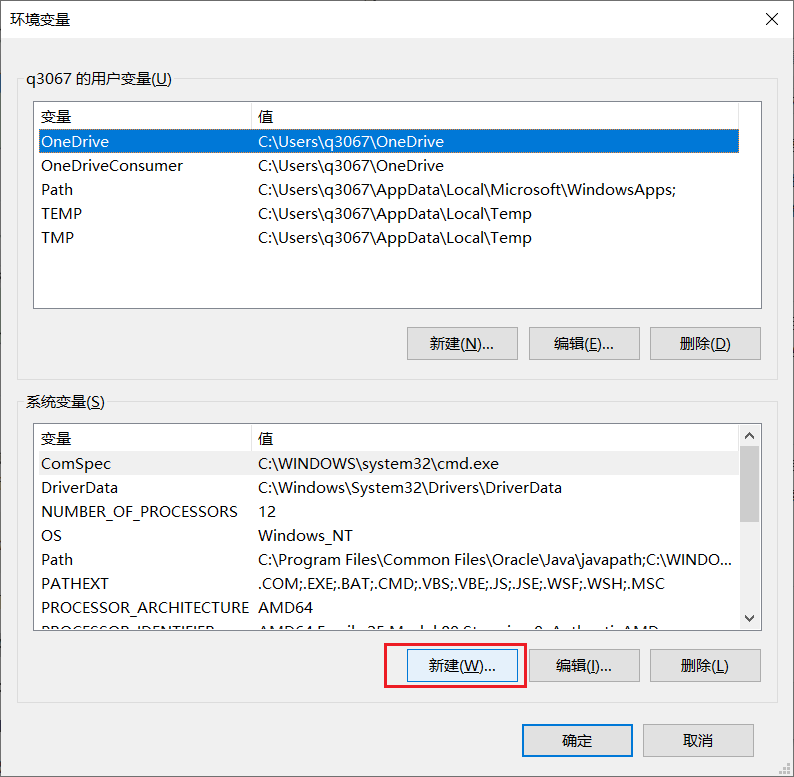 环境变量
q3067 的用户变量(U)
变量 值
OneDrive C:\Users\q3067\OneDrive
OneDriveConsumer C:\Users\q3067\OneDrive
Path C:\Users\q3067\AppData\Local\Microsoft\WindowsApps;
TEMP C:\Users\q3067\AppData\Local\Temp
TMP C:\Users\q3067\AppData\Local\Temp
新建(N)... 编辑(E)... 删除(D)
系统变量(S)
变量 值
ComSpec C:\WINDOWS\system32\cmd.exe
DriverData C:\Windows\System32\Drivers\DriverData
NUMBER_OF_PROCESSORS 12
OS Windows_NT
Path C:\Program Files\Common Files\Oracle\Java\javapath;C:\WINDO...
PATHEXT .COM;.EXE;.BAT;.CMD;.VBS;.VBE;.JS;.JSE;.WSF;.WSH;.MSC
PROCESSOR_ARCHITECTURE AMD64
新建(W)... 编辑(I)... 删除(L)
确定 取消